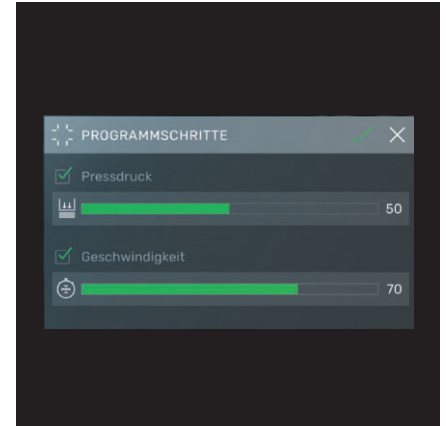 PROGRAMMSCHRITTE
Pressdruck
50
Geschwindigkeit
70